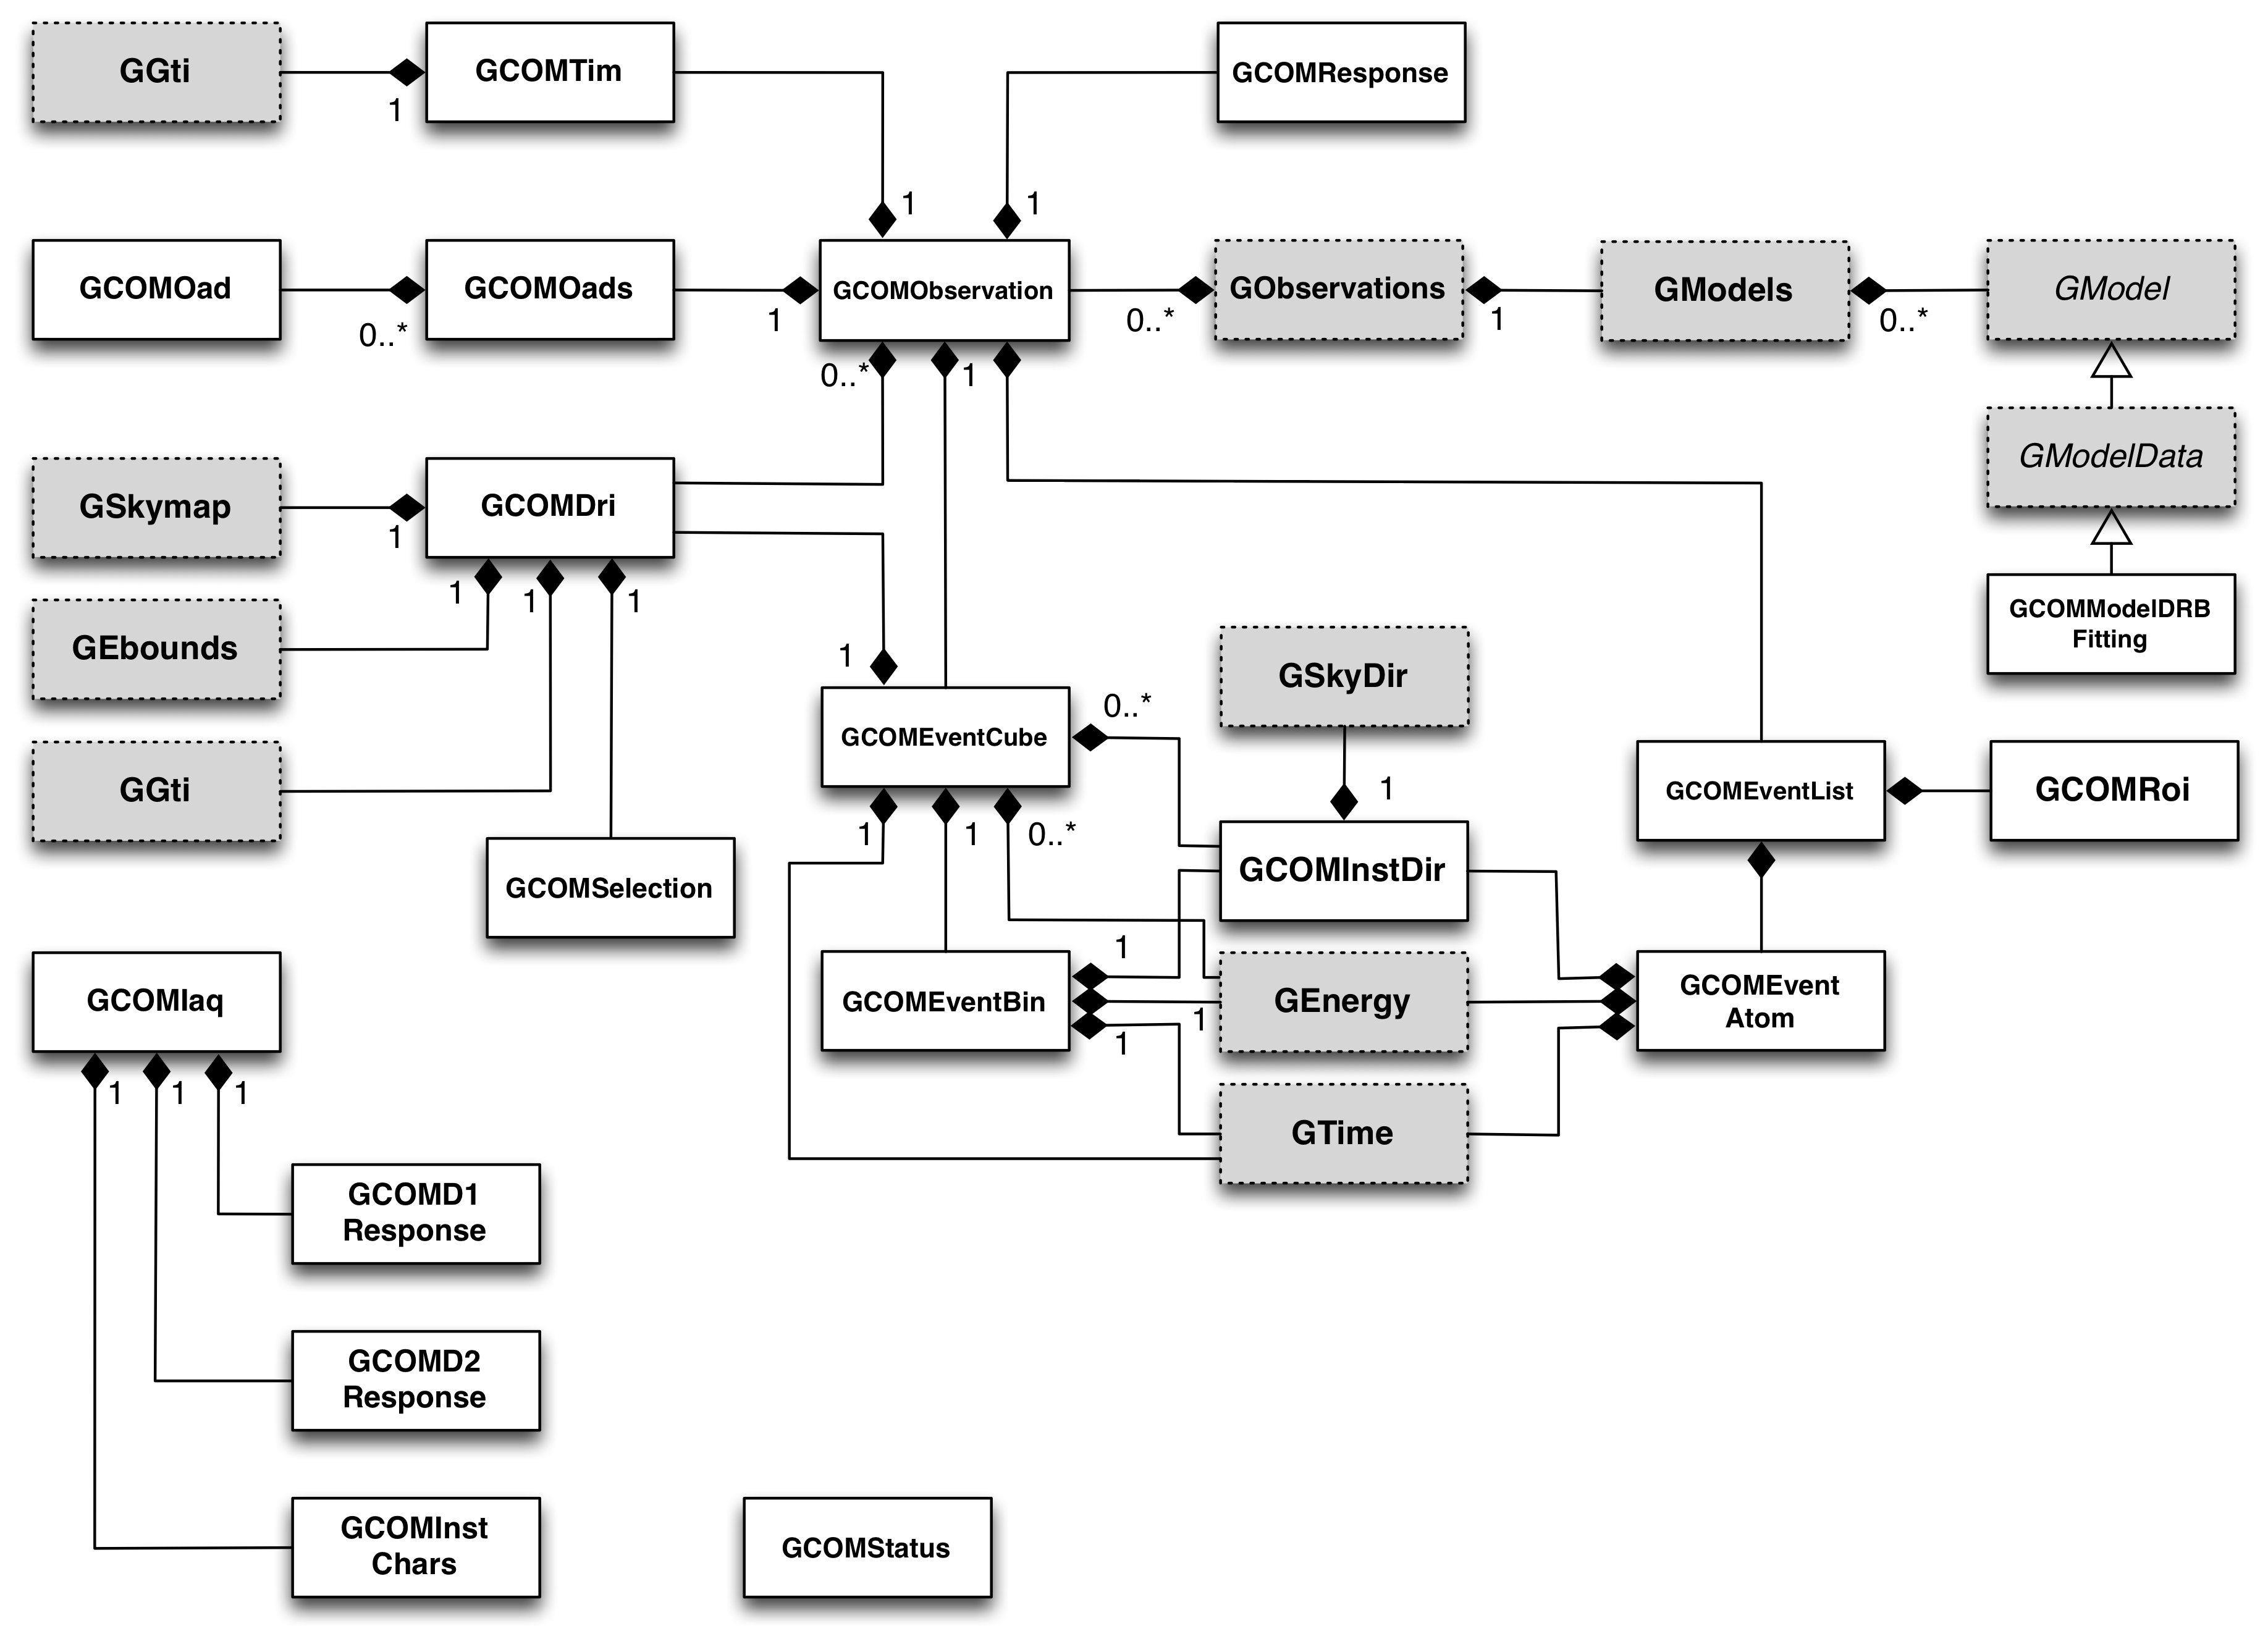 GGti
1
GCOMTim
GCOMResponse
1
1
GCOMOad
0..*
GCOMOads
1
GCOMObservation
0..*
GObservations
1
GModels
0..*
GModel
0..*
1
GModelData
GSkymap
1
GCOMDri
1
1
1
GCOMModelDRB
Fitting
GEbounds
1
GSkyDir
0..*
GCOMEventCube
GGti
1
GCOMEventList
GCOMRoi
1
1
0..*
GCOMInstDir
GCOMSelection
1
GCOMIaq
GCOMEventBin
1
1
GEnergy
GCOMEvent
Atom
1
1
1
GTime
GCOMD1
Response
GCOMD2
Response
GCOMInst
Chars
GCOMStatus